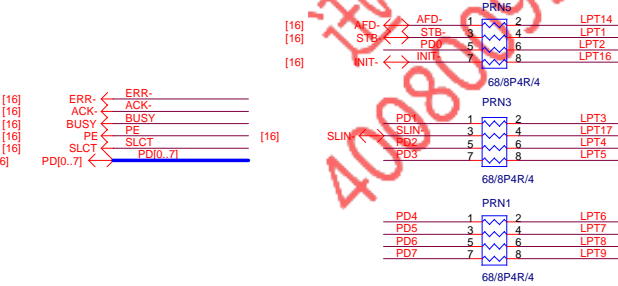 PRN5
[16] AFD- AFD- 1 2 LPT14
[16] STB- STB- 3 4 LPT1
PD0 5 6 LPT2
[16] INIT- INIT- 7 8 LPT16
68/8P4R/4
[16] ERR- ERR-
[16] ACK- ACK-
[16] BUSY BUSY
[16] PE PE
[16] SLCT SLCT
6] PD[0..7] PD[0..7]
PRN3
PD1 1 2 LPT3
[16] SLIN- SLIN- 3 4 LPT17
PD2 5 6 LPT4
PD3 7 8 LPT5
68/8P4R/4
PRN1
PD4 1 2 LPT6
PD5 3 4 LPT7
PD6 5 6 LPT8
PD7 7 8 LPT9
68/8P4R/4